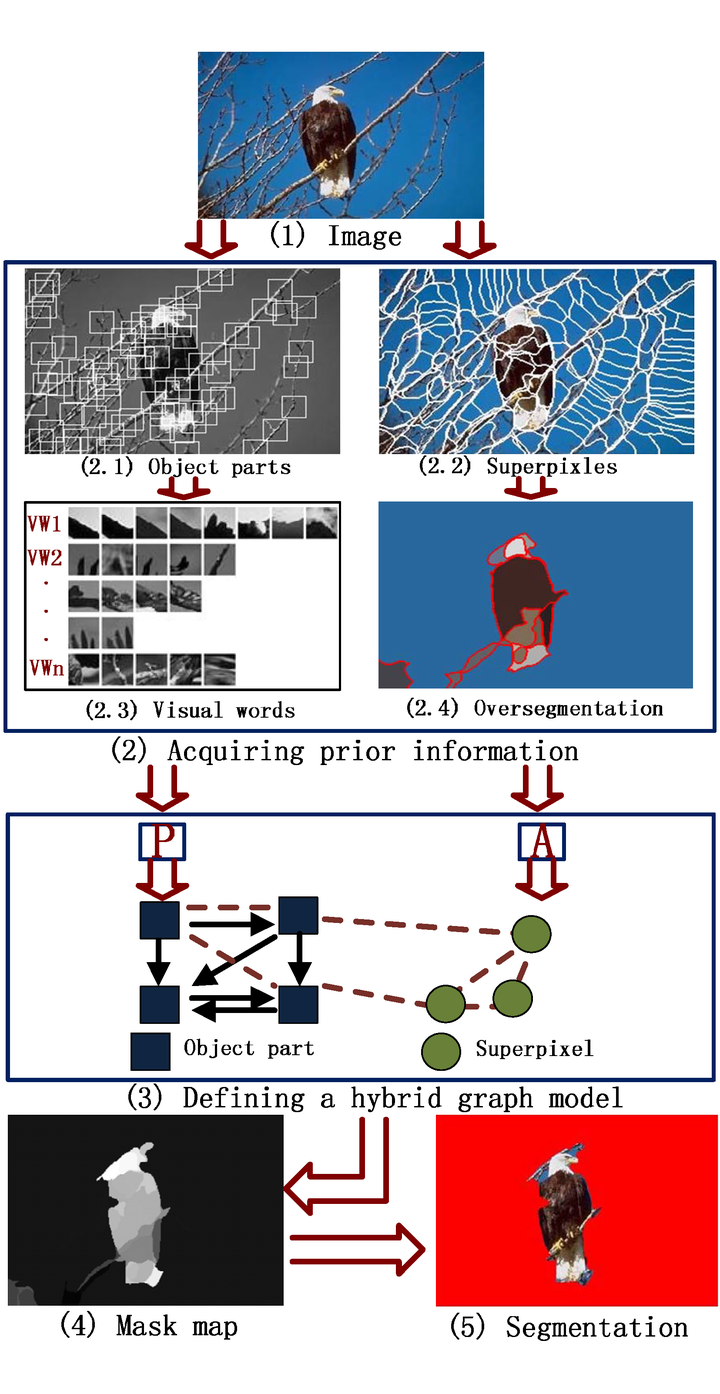 (1) Image
(2.1) Object parts
(2.2) Superpixles
VW1
VW2
.
.
.
VWn
(2.3) Visual words
(2.4) Oversegmentation
(2) Acquiring prior information
P
A
Object part
Superpixel
(3) Defining a hybrid graph model
(4) Mask map
(5) Segmentation